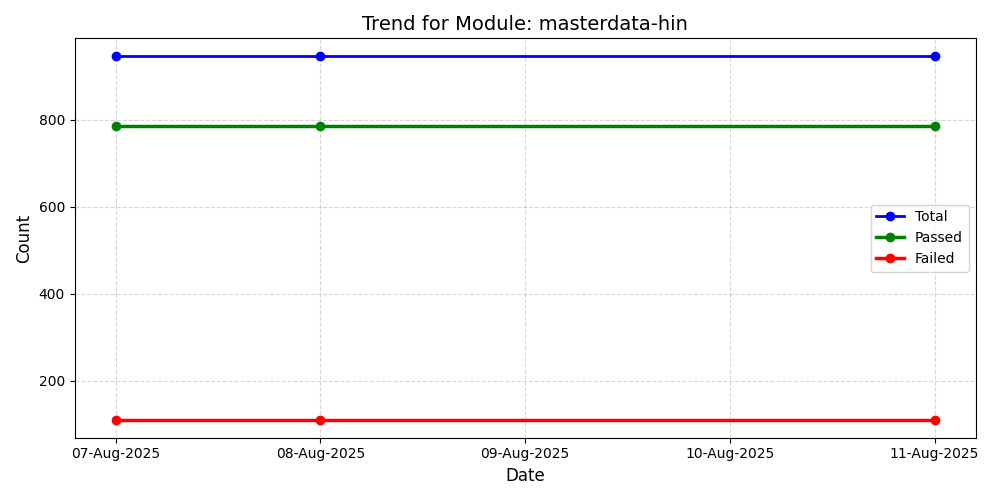 Trend for Module: masterdata-hin
Count
800
600
400
200
Total
Passed
Failed
07-Aug-2025
08-Aug-2025
09-Aug-2025
10-Aug-2025
11-Aug-2025
Date